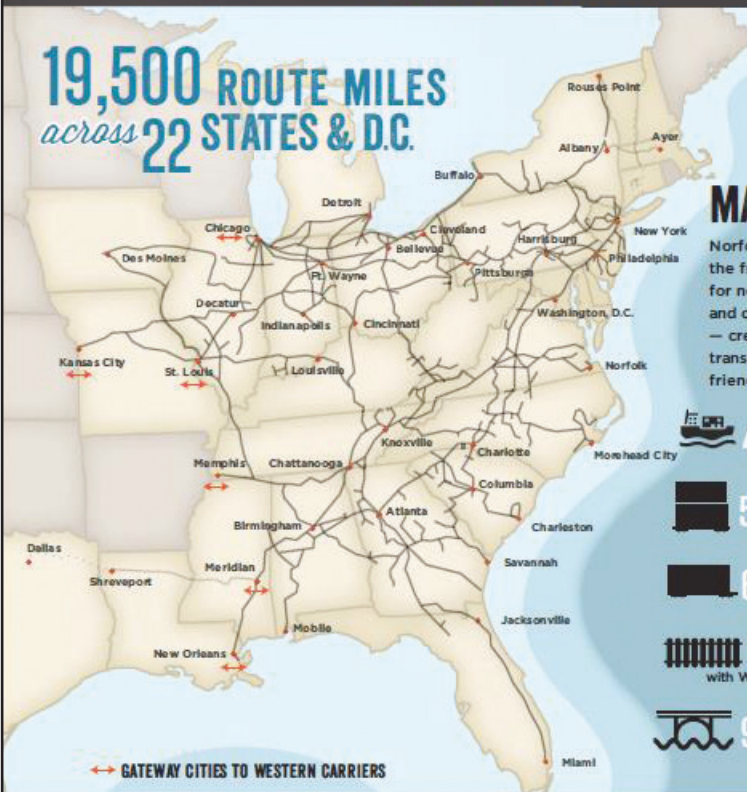 19,500 ROUTE MILES
across 22 STATES & D.C.
Rouses Point
Albany
Ayer
Buffalo
Detroit
Chicago
Cleveland
New York
Des Moines
Bellevue
Harrisburg
Philadelphia
Ft. Wayne
Pittsburgh
Decatur
Indianapolis
Cincinnati
Washington, D.C.
Kansas City
St. Louis
Louisville
Norfolk
Knoxville
Charlotte
Morehead City
Memphis
Chattanooga
Columbia
Atlanta
Birmingham
Charleston
Dallas
Shreveport
Meridian
Savannah
Mobile
Jacksonville
New Orleans
Miami
GATEWAY CITIES TO WESTERN CARRIERS
MA
Norfo
the f
for n
and c
— cre
trans
frien
5
with W
9